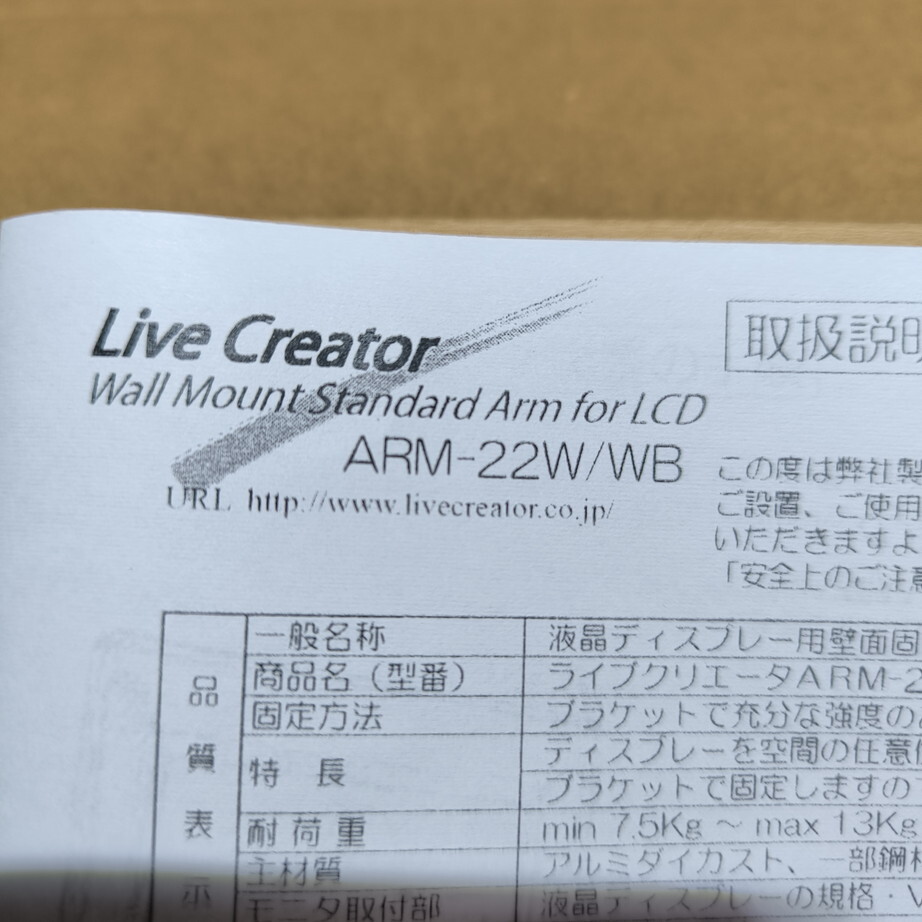 Live Creator
Wall Mount Standard Arm for LCD
ARM-22W/WB
URL http://www.livecreator.co.jp/
取扱説明
この度は弊社製
ご設置、ご使用
いただきますよ
「安全上のご注意
品質表示
一般名称 液晶ディスプレー用壁面固
商品名（型番） ライブクリエータARM-2
固定方法 ブラケットで充分な強度の
特長 ディスプレーを空間の任意
ブラケットで固定しますの
耐荷重 min 7.5Kg ～ max 13Kg
主材質 アルミダイカスト、一部鋼
モニタ取付部 液晶ディスプレーの規格・V